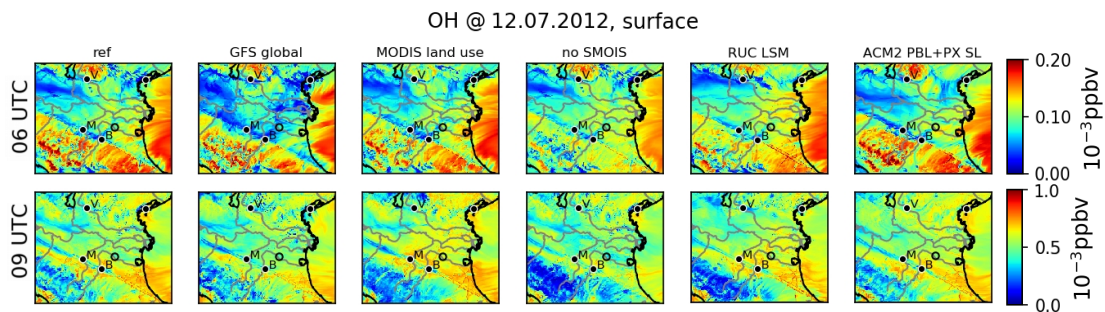 OH @ 12.07.2012, surface
ref GFS global MODIS land use no SMOIS RUC LSM ACM2 PBL+PX SL
06 UTC
V M B
V M B
V M B
V M B
V M B
V M B
0.20
0.10
0.00
10⁻³ppbv
09 UTC
V M B
V M B
V M B
V M B
V M B
V M B
1.0
0.5
0.0
10⁻³ppbv